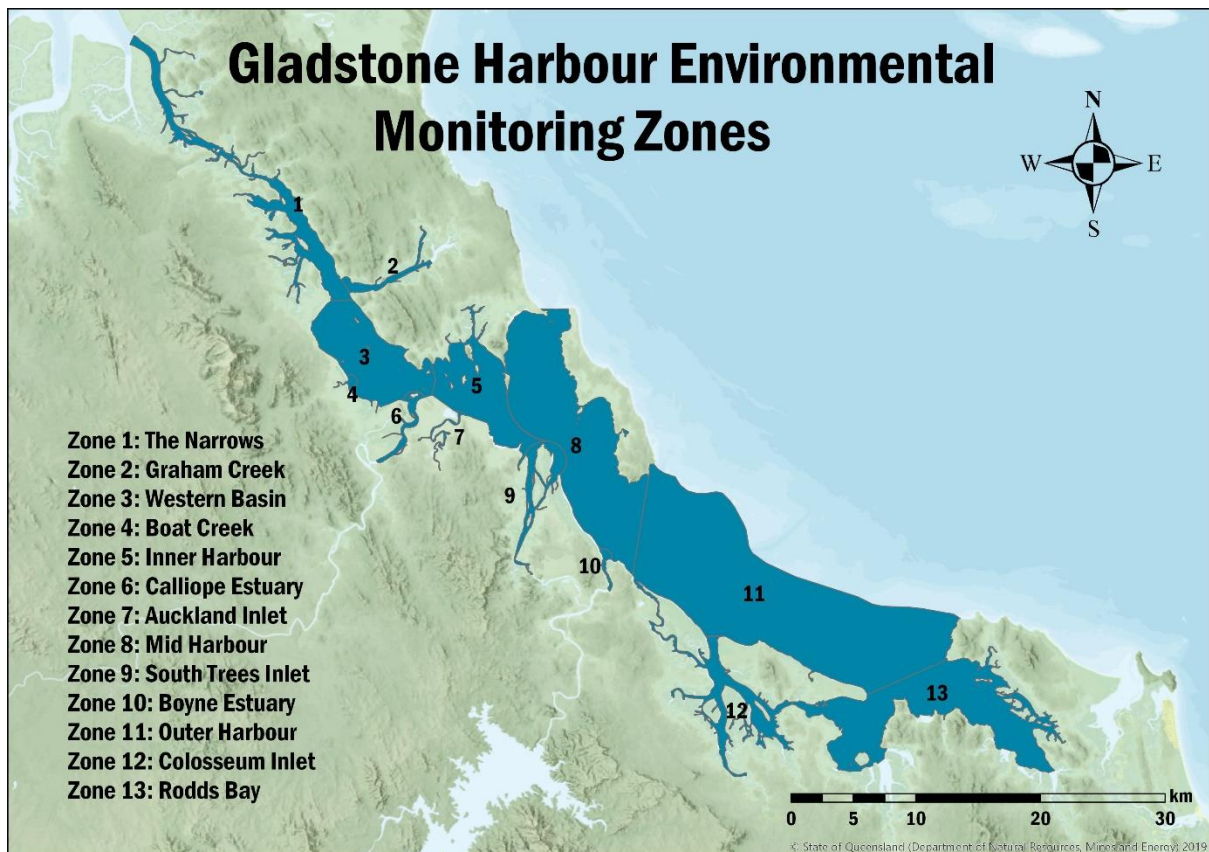 Gladstone Harbour Environmental
Monitoring Zones
N
W E
S
1
2
3
4
5
6
7
8
9
10
11
12
13
Zone 1: The Narrows
Zone 2: Graham Creek
Zone 3: Western Basin
Zone 4: Boat Creek
Zone 5: Inner Harbour
Zone 6: Calliope Estuary
Zone 7: Auckland Inlet
Zone 8: Mid Harbour
Zone 9: South Trees Inlet
Zone 10: Boyne Estuary
Zone 11: Outer Harbour
Zone 12: Colosseum Inlet
Zone 13: Rodds Bay
km
0 5 10 20 30
© State of Queensland (Department of Natural Resources, Mines and Energy) 2019